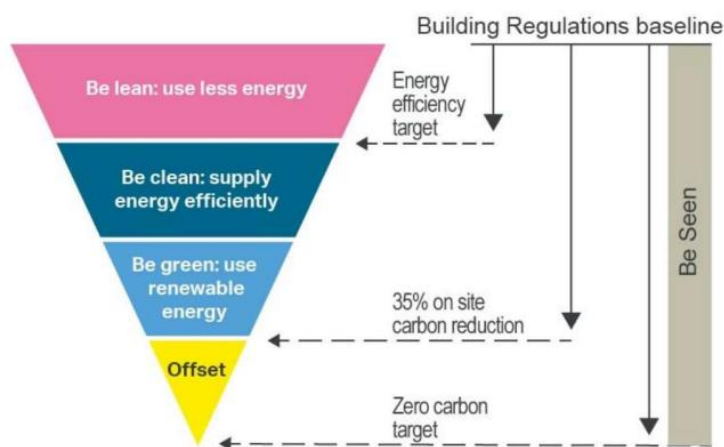 Building Regulations baseline
Be lean: use less energy
Energy
efficiency
target
Be clean: supply
energy efficiently
Be green: use
renewable
energy
35% on site
carbon reduction
Offset
Zero carbon
target
Be Seen